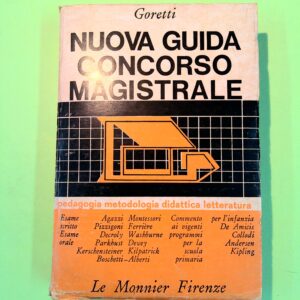 Goretti
NUOVA GUIDA
CONCORSO
MAGISTRALE
pedagogia metodologia didattica letteratura
Esame Agazzi Montessori Commento per l'infanzia
scritto Pizzigoni Ferrière ai vigenti De Amicis
Esame Decroly Washburne programmi Collodi
orale Parkhust Dewey per la Andersen
Kerschensteiner Kilpatrick scuola Kipling
Boschetti-Alberti primaria
Le Monnier Firenze